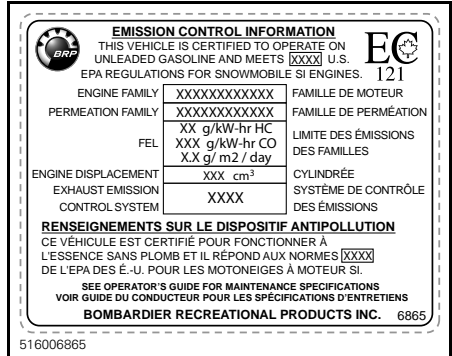 EMISSION CONTROL INFORMATION
BRP
THIS VEHICLE IS CERTIFIED TO OPERATE ON
UNLEADED GASOLINE AND MEETS XXXX U.S.
EPA REGULATIONS FOR SNOWMOBILE SI ENGINES.
EC
121
ENGINE FAMILY XXXXXXXXXXXX FAMILLE DE MOTEUR
PERMEATION FAMILY XXXXXXXXXXXX FAMILLE DE PERMÉATION
FEL
XX g/kW-hr HC
XXX g/kW-hr CO
X.X g/ m2 / day
LIMITE DES ÉMISSIONS
DES FAMILLES
ENGINE DISPLACEMENT XXX cm³ CYLINDRÉE
EXHAUST EMISSION
CONTROL SYSTEM
XXXX
SYSTÈME DE CONTRÔLE
DES ÉMISSIONS
RENSEIGNEMENTS SUR LE DISPOSITIF ANTIPOLLUTION
CE VÉHICULE EST CERTIFIÉ POUR FONCTIONNER À
L'ESSENCE SANS PLOMB ET IL RÉPOND AUX NORMES XXXX
DE L'EPA DES É.-U. POUR LES MOTONEIGES À MOTEUR SI.
SEE OPERATOR'S GUIDE FOR MAINTENANCE SPECIFICATIONS
VOIR GUIDE DU CONDUCTEUR POUR LES SPÉCIFICATIONS D'ENTRETIENS
BOMBARDIER RECREATIONAL PRODUCTS INC. 6865
516006865